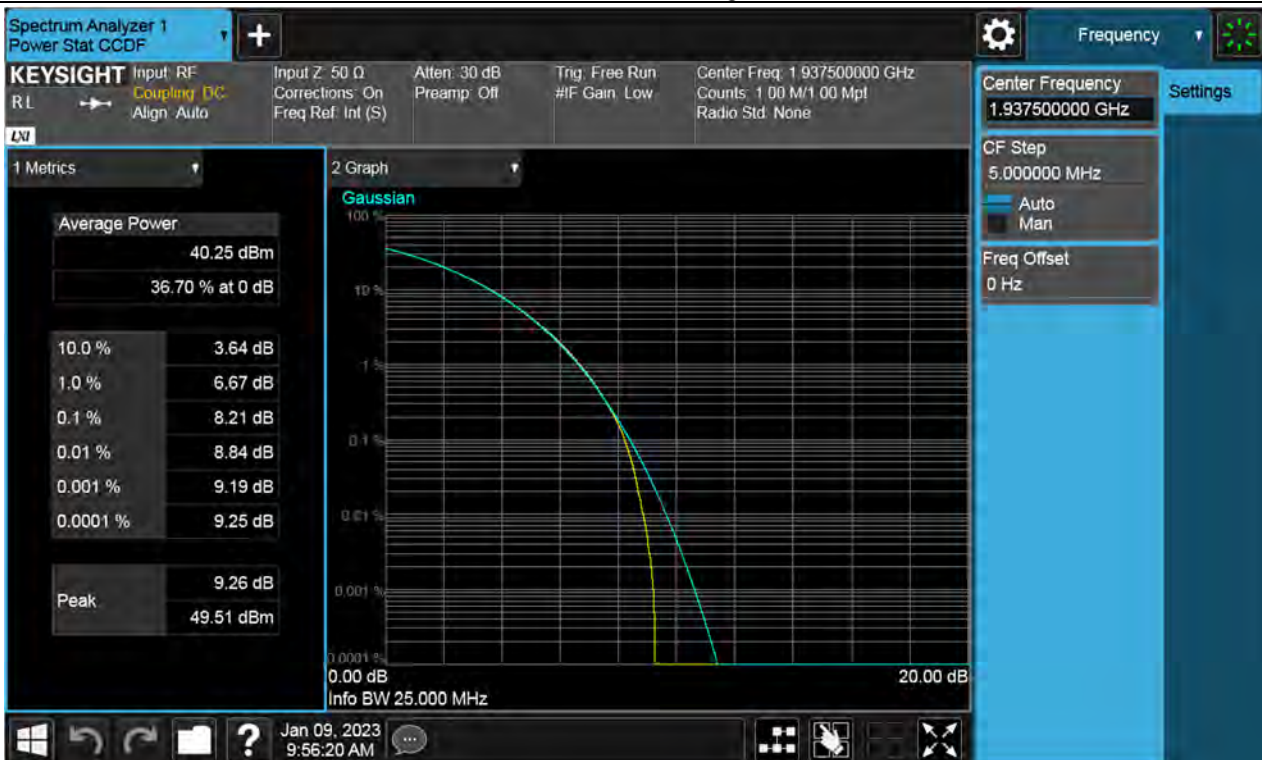 Spectrum Analyzer 1
Power Stat CCDF
+
Frequency
KEYSIGHT
R L
LXI
Input: RF
Coupling: DC
Align: Auto
Input Z: 50 Ω
Corrections: On
Freq Ref: Int (S)
Atten: 30 dB
Preamp: Off
Trig: Free Run
#IF Gain: Low
Center Freq: 1.937500000 GHz
Counts: 1.00 M/1.00 Mpt
Radio Std: None
Center Frequency
1.937500000 GHz
Settings
CF Step
5.000000 MHz
Auto
Man
Freq Offset
0 Hz
1 Metrics
Average Power
40.25 dBm
36.70 % at 0 dB
10.0 % 3.64 dB
1.0 % 6.67 dB
0.1 % 8.21 dB
0.01 % 8.84 dB
0.001 % 9.19 dB
0.0001 % 9.25 dB
Peak
9.26 dB
49.51 dBm
2 Graph
Gaussian
100 %
10 %
1 %
0.1 %
0.01 %
0.001 %
0.0001 %
0.00 dB 20.00 dB
Info BW 25.000 MHz
?
Jan 09, 2023
9:56:20 AM